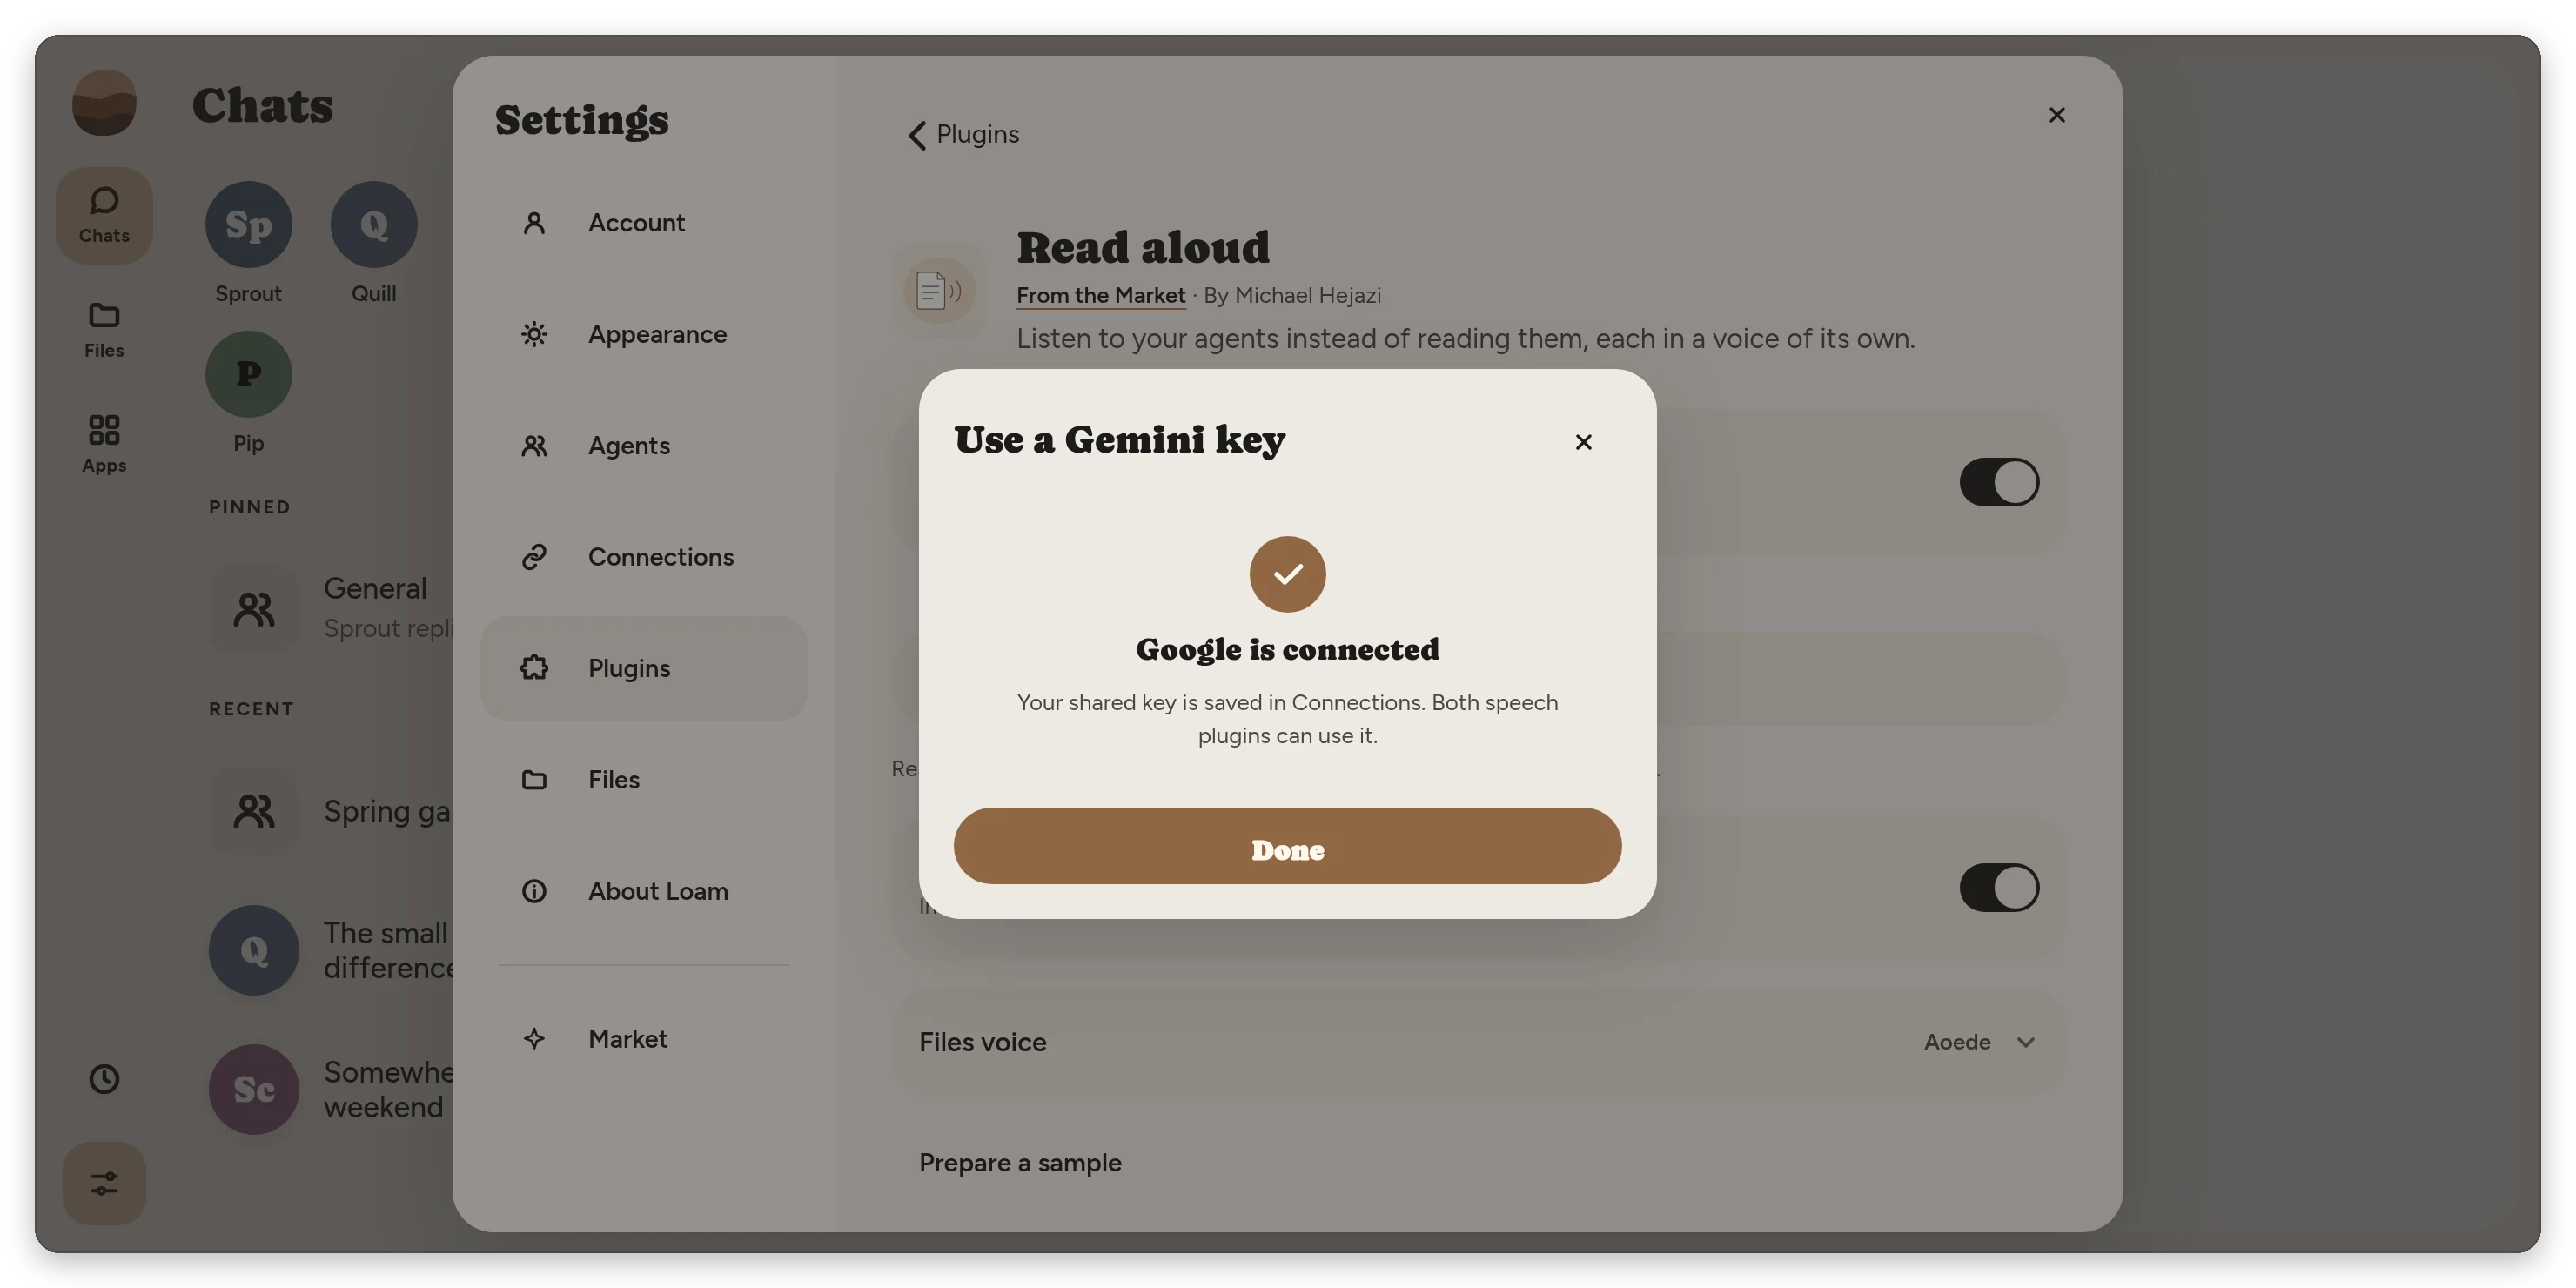 Chats
Chats
Files
Apps
Sp
Q
Sprout
Quill
P
Pip
PINNED
General
Sprout repli
RECENT
Spring ga
Q
The small
difference
Sc
Somewhe
weekend
Settings
Account
Appearance
Agents
Connections
Plugins
Files
About Loam
Market
Plugins
Read aloud
From the Market · By Michael Hejazi
Listen to your agents instead of reading them, each in a voice of its own.
Use a Gemini key
Google is connected
Your shared key is saved in Connections. Both speech
plugins can use it.
Done
Re
Files voice
Aoede
Prepare a sample